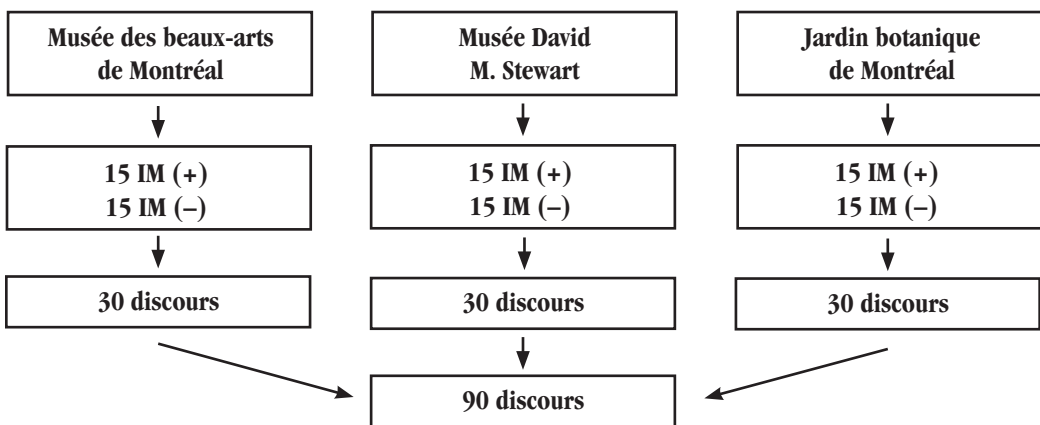 Musée des beaux-arts
de Montréal
Musée David
M. Stewart
Jardin botanique
de Montréal
15 IM (+)
15 IM (–)
15 IM (+)
15 IM (–)
15 IM (+)
15 IM (–)
30 discours
30 discours
30 discours
90 discours